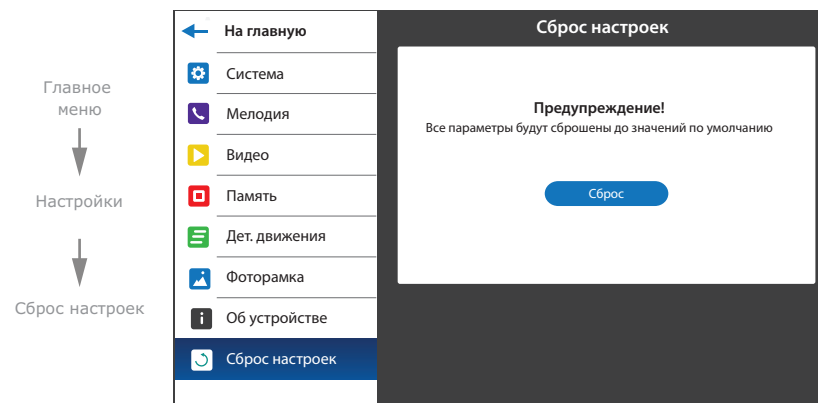 Главное
меню
Настройки
Сброс настроек
На главную
Система
Мелодия
Видео
Память
Дет. движения
Фоторамка
Об устройстве
Сброс настроек
Сброс настроек
Предупреждение!
Все параметры будут сброшены до значений по умолчанию
Сброс